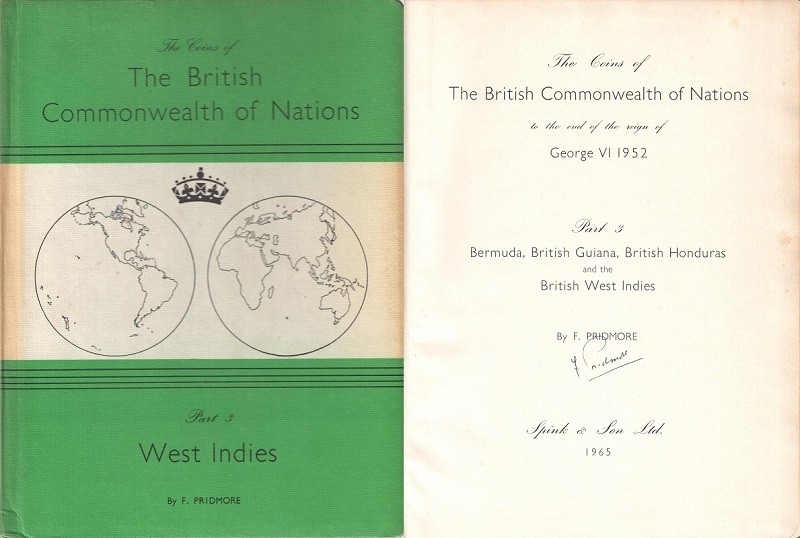 The Coins of
The British
Commonwealth of Nations
Part 3
West Indies
By F. PRIDMORE
The Coins of
The British Commonwealth of Nations
to the end of the reign of
George VI 1952
Part 3
Bermuda, British Guiana, British Honduras
and the
British West Indies
By F. PRIDMORE
F Pridmore
Spink & Son Ltd.
1965